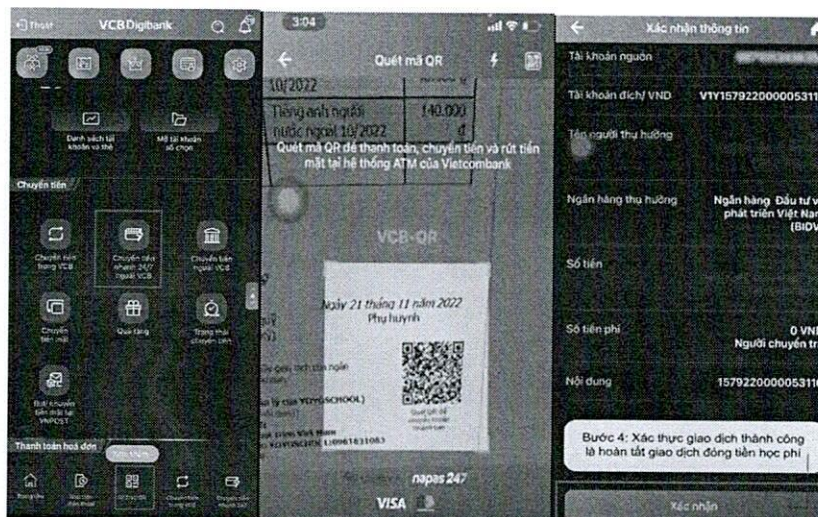 Thoát
VCB Digibank
Danh sách tài
khoản và thẻ
Mở tài khoản
số chọn
Chuyển tiền
Chuyển tiền
trong VCB
Chuyển tiền
nhanh 24/7
ngoài VCB
Chuyển tiền
ngoài VCB
Chuyển
tiền mặt
Quà tặng
Trạng thái
chuyển tiền
tiền mặt tại
VNPOST
Thanh toán hoá đơn
3:04
Quét mã QR
10/2022
Tiếng anh người
nước ngoài 10/2022
140.000
đ
Quét mã QR để thanh toán, chuyển tiền và rút tiền
mặt tại hệ thống ATM của Vietcombank
VCB-QR
Ngày 21 tháng 11 năm 2022
Phụ huynh
napas 247
VISA
Xác nhận thông tin
Tài khoản nguồn
Tài khoản đích/ VND
V1Y157922000005311
Tên người thụ hưởng
Ngân hàng thụ hưởng
Ngân hàng Đầu tư v
phát triển Việt Nam
(BIDV
Số tiền
Số tiền phí
0 VND
Người chuyển tr
Nội dung
1579220000053110
Bước 4: Xác thực giao dịch thành công
là hoàn tất giao dịch đóng tiền học phí
Xác nhận